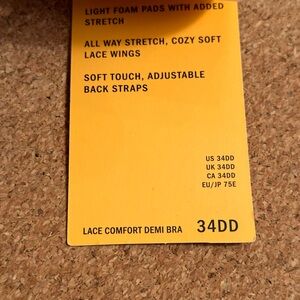 LIGHT FOAM PADS WITH ADDED
STRETCH
ALL WAY STRETCH, COZY SOFT
LACE WINGS
SOFT TOUCH, ADJUSTABLE
BACK STRAPS
US 34DD
UK 34DD
CA 34DD
EU/JP 75E
LACE COMFORT DEMI BRA 34DD